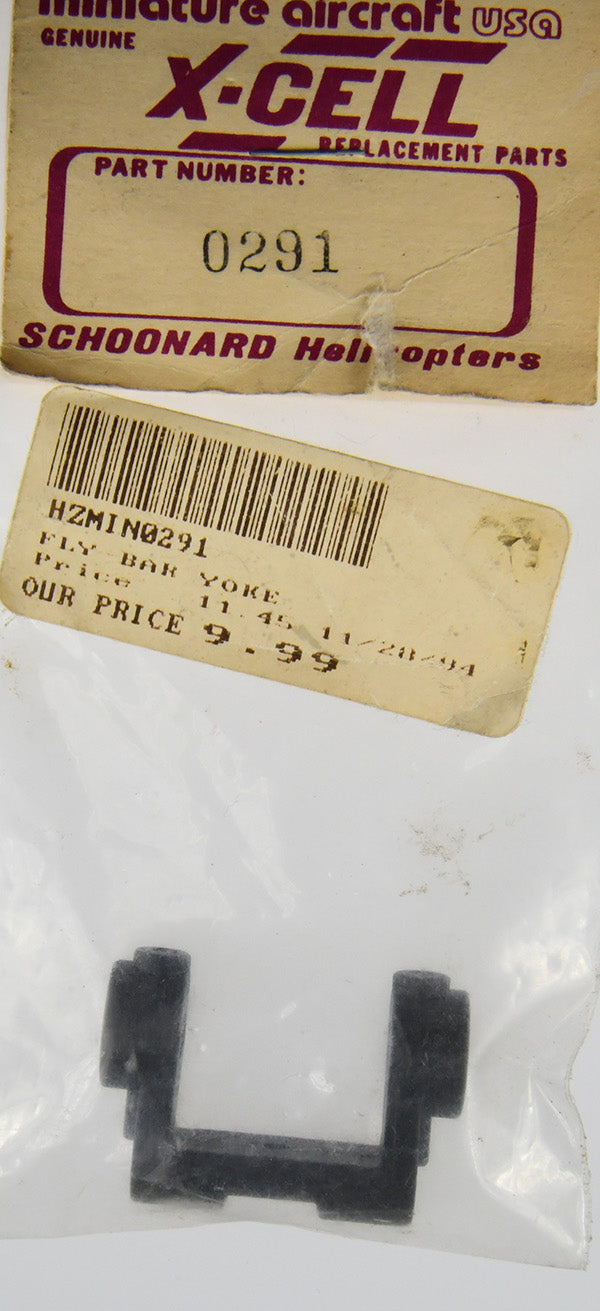 miniature aircraft usa
GENUINE
X-CELL
REPLACEMENT PARTS
PART NUMBER:
0291
SCHOONARD Helicopters
HZMIN0291
FLY BAR YOKE
Price 11.45 11/28/94
OUR PRICE 9.99